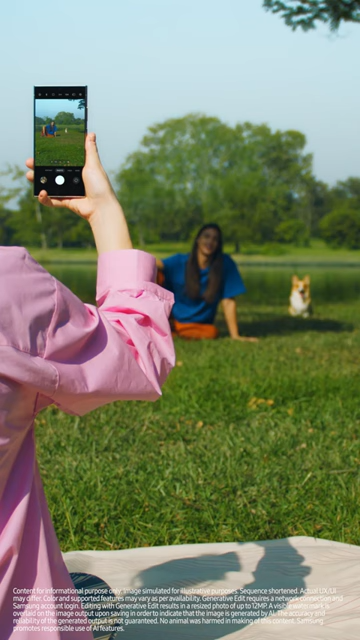 Content for informational purpose only. Image simulated for illustrative purposes. Sequence shortened. Actual UX/UI
may differ. Color and supported features may vary as per availability. Generative Edit requires a network connection and
Samsung account login. Editing with Generative Edit results in a resized photo of up to 12MP. A visible watermark is
overlaid on the image output upon saving in order to indicate that the image is generated by AI. The accuracy and
reliability of the generated output is not guaranteed. No animal was harmed in making of this content. Samsung
promotes responsible use of AI features.